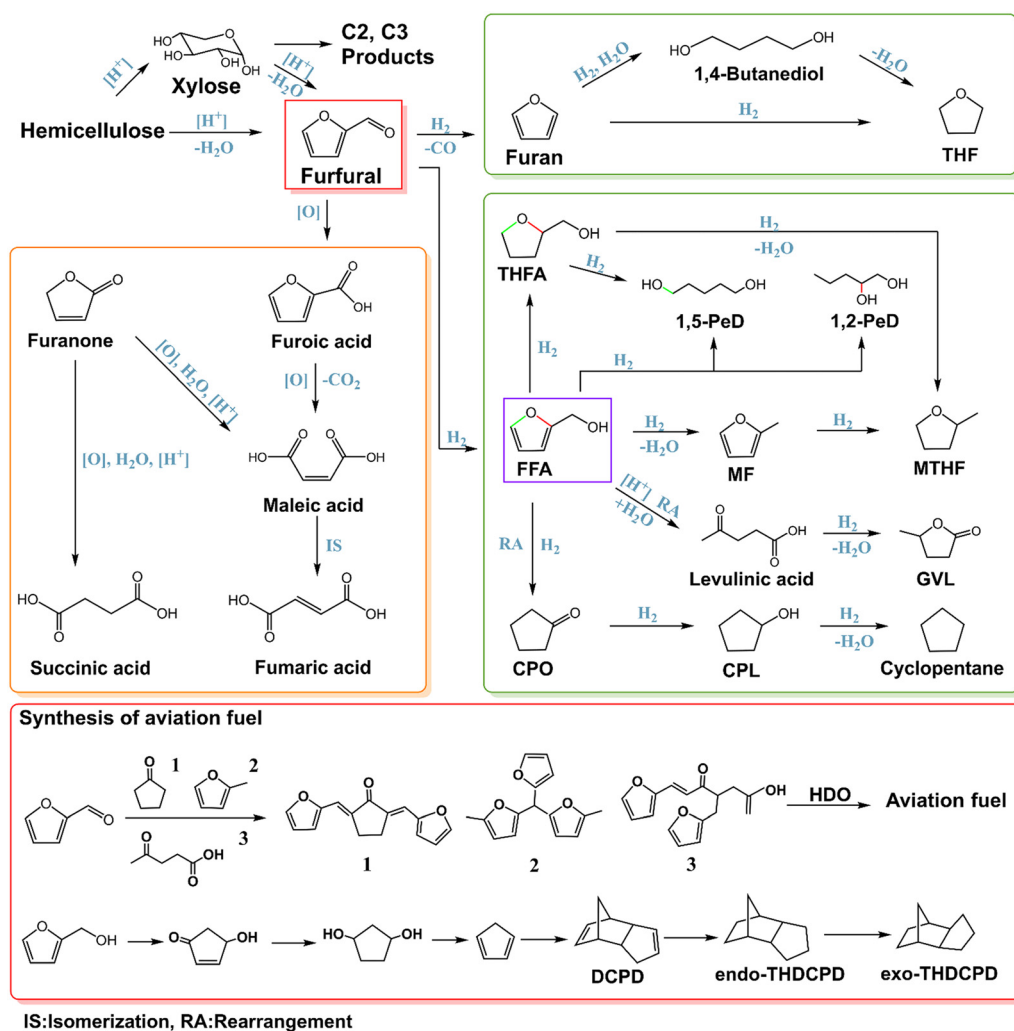 C2, C3
Products
[H⁺]
Xylose
[H⁺]
-H₂O
Hemicellulose
[H⁺]
-H₂O
Furfural
H₂
-CO
H₂, H₂O
1,4-Butanediol
-H₂O
Furan
H₂
THF
[O]
Furanone
Furoic acid
[O], H₂O, [H⁺]
[O]
-CO₂
[O], H₂O, [H⁺]
Maleic acid
IS
Succinic acid
Fumaric acid
H₂
THFA
H₂
-H₂O
H₂
1,5-PeD
1,2-PeD
H₂
H₂
FFA
H₂
-H₂O
MF
H₂
MTHF
[H⁺] RA
+H₂O
Levulinic acid
H₂
-H₂O
GVL
RA
H₂
CPO
H₂
CPL
H₂
-H₂O
Cyclopentane
Synthesis of aviation fuel
1
2
3
1
2
3
HDO
Aviation fuel
DCPD
endo-THDCPD
exo-THDCPD
IS:Isomerization, RA:Rearrangement